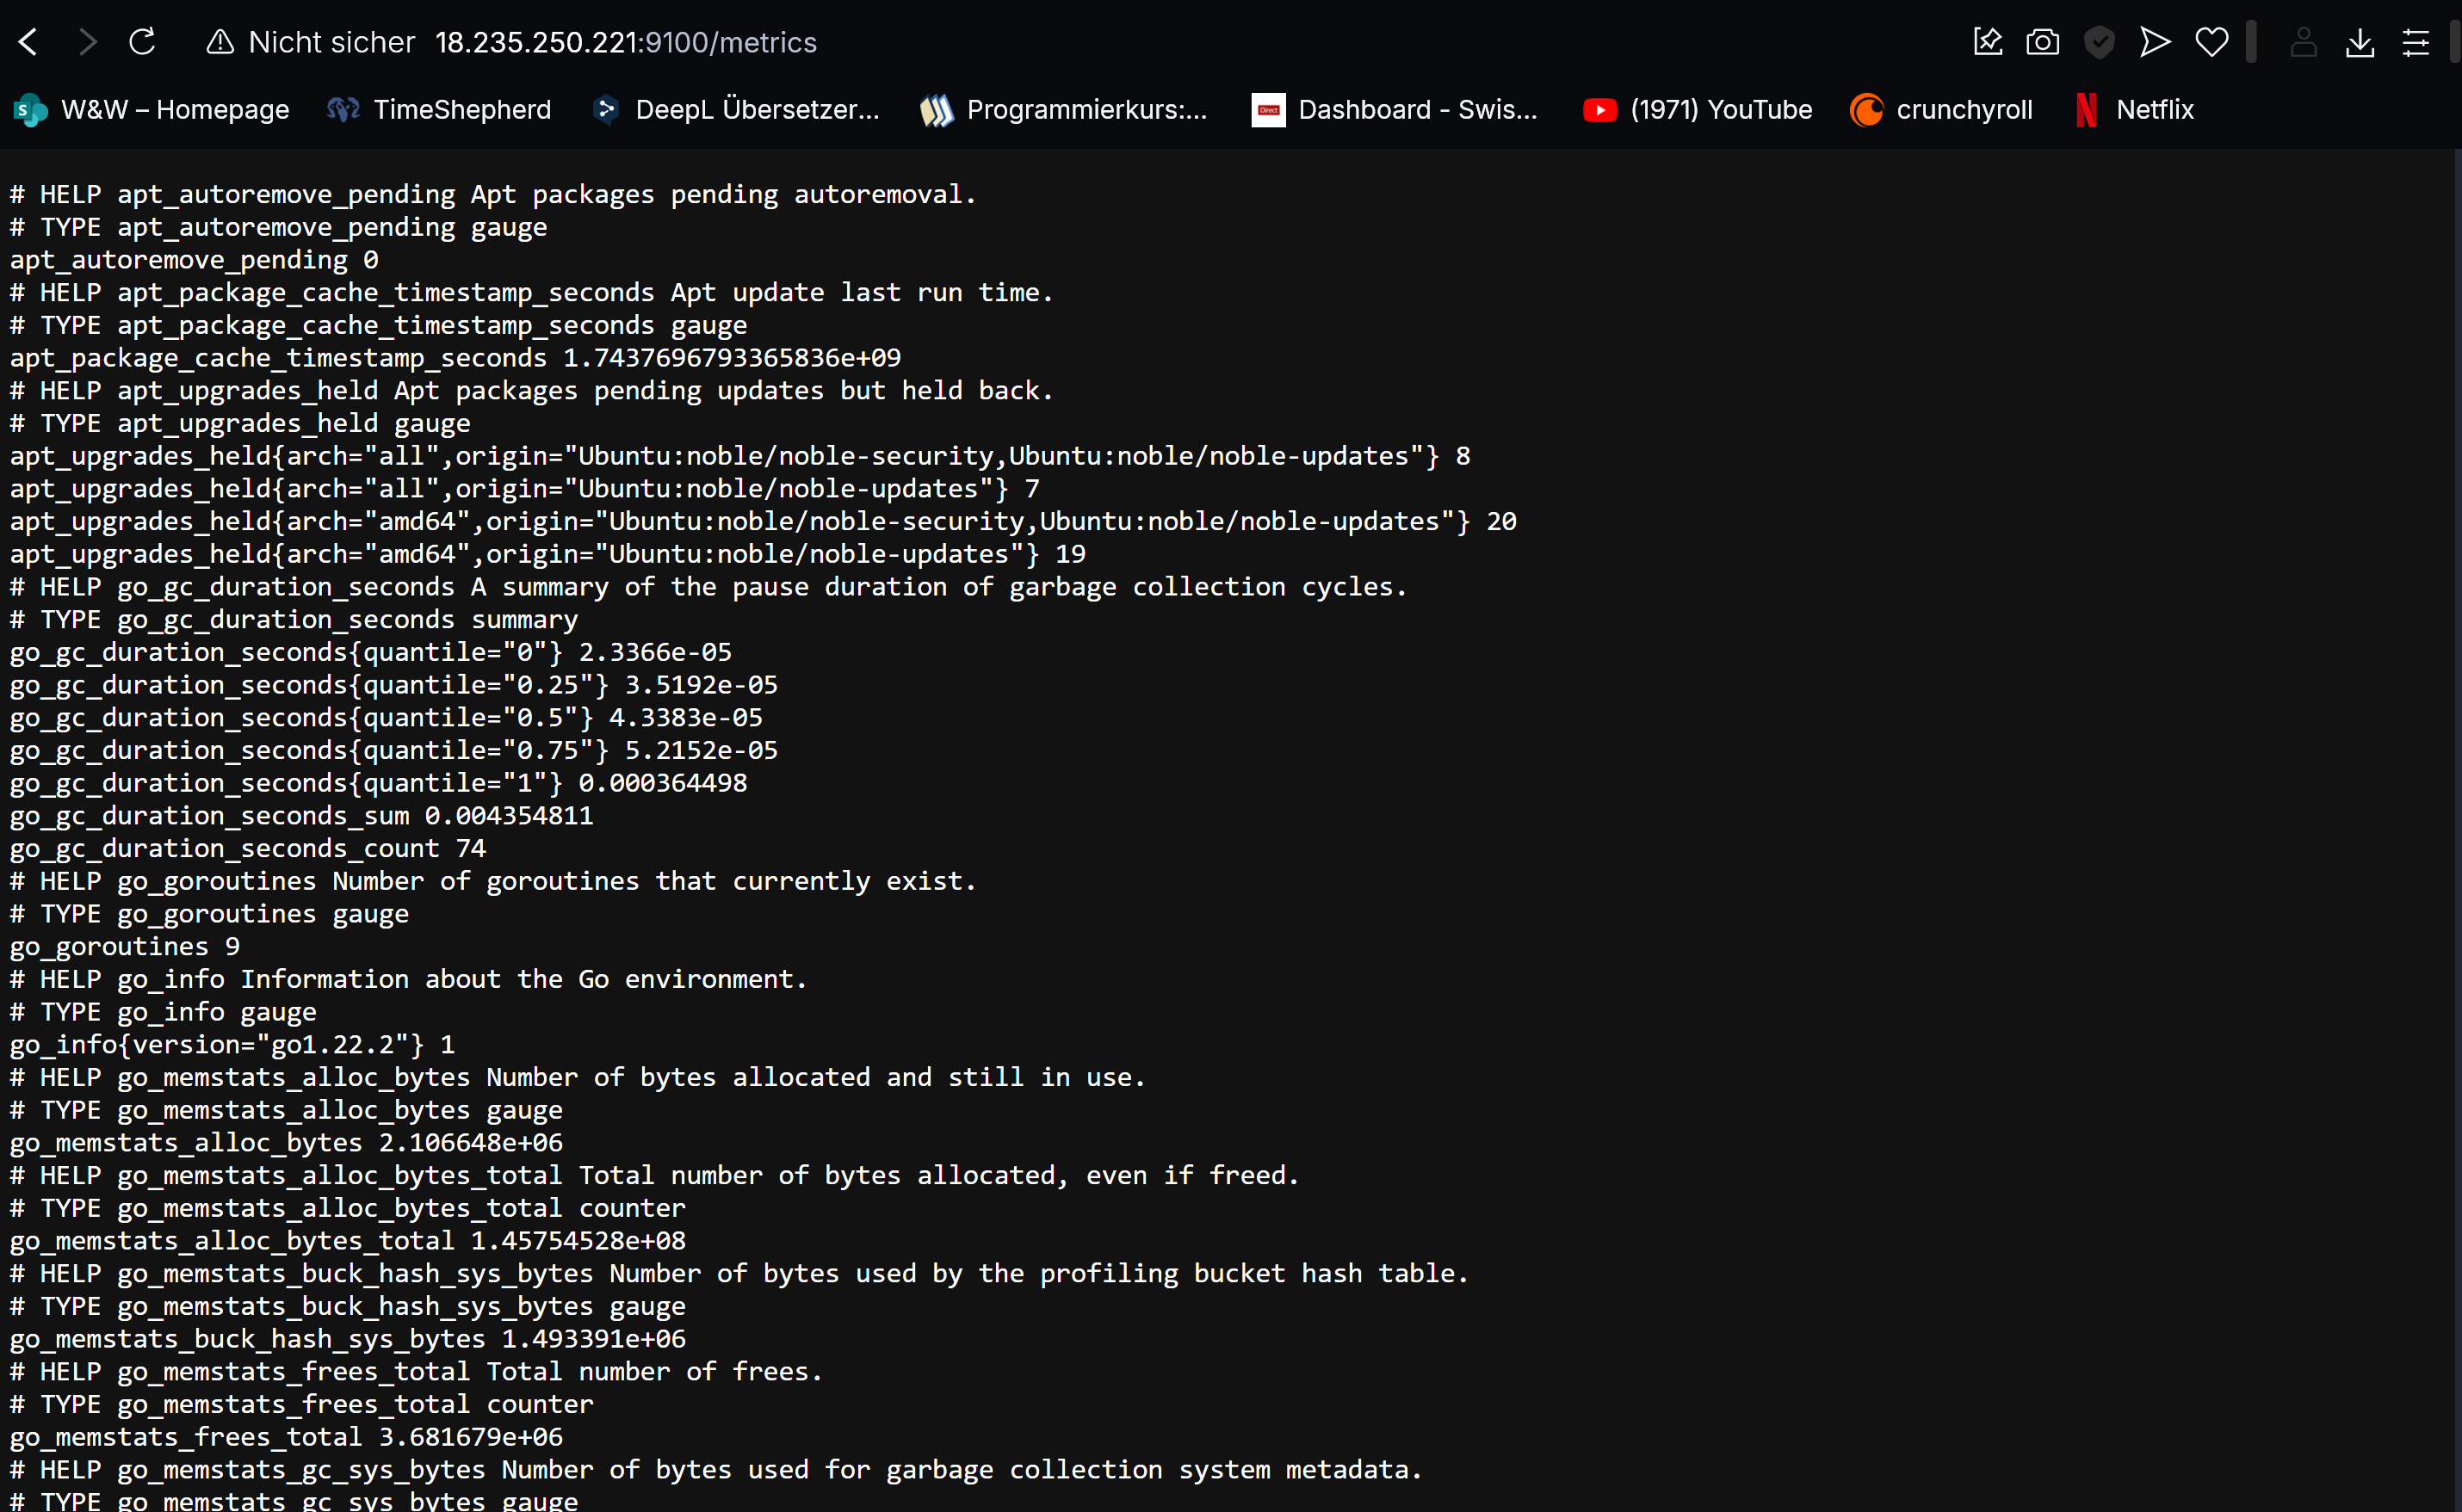 Nicht sicher 18.235.250.221:9100/metrics
W&W – Homepage TimeShepherd DeepL Übersetzer... Programmierkurs:... Dashboard - Swis... (1971) YouTube crunchyroll Netflix
# HELP apt_autoremove_pending Apt packages pending autoremoval.
# TYPE apt_autoremove_pending gauge
apt_autoremove_pending 0
# HELP apt_package_cache_timestamp_seconds Apt update last run time.
# TYPE apt_package_cache_timestamp_seconds gauge
apt_package_cache_timestamp_seconds 1.7437696793365836e+09
# HELP apt_upgrades_held Apt packages pending updates but held back.
# TYPE apt_upgrades_held gauge
apt_upgrades_held{arch="all",origin="Ubuntu:noble/noble-security,Ubuntu:noble/noble-updates"} 8
apt_upgrades_held{arch="all",origin="Ubuntu:noble/noble-updates"} 7
apt_upgrades_held{arch="amd64",origin="Ubuntu:noble/noble-security,Ubuntu:noble/noble-updates"} 20
apt_upgrades_held{arch="amd64",origin="Ubuntu:noble/noble-updates"} 19
# HELP go_gc_duration_seconds A summary of the pause duration of garbage collection cycles.
# TYPE go_gc_duration_seconds summary
go_gc_duration_seconds{quantile="0"} 2.3366e-05
go_gc_duration_seconds{quantile="0.25"} 3.5192e-05
go_gc_duration_seconds{quantile="0.5"} 4.3383e-05
go_gc_duration_seconds{quantile="0.75"} 5.2152e-05
go_gc_duration_seconds{quantile="1"} 0.000364498
go_gc_duration_seconds_sum 0.004354811
go_gc_duration_seconds_count 74
# HELP go_goroutines Number of goroutines that currently exist.
# TYPE go_goroutines gauge
go_goroutines 9
# HELP go_info Information about the Go environment.
# TYPE go_info gauge
go_info{version="go1.22.2"} 1
# HELP go_memstats_alloc_bytes Number of bytes allocated and still in use.
# TYPE go_memstats_alloc_bytes gauge
go_memstats_alloc_bytes 2.106648e+06
# HELP go_memstats_alloc_bytes_total Total number of bytes allocated, even if freed.
# TYPE go_memstats_alloc_bytes_total counter
go_memstats_alloc_bytes_total 1.45754528e+08
# HELP go_memstats_buck_hash_sys_bytes Number of bytes used by the profiling bucket hash table.
# TYPE go_memstats_buck_hash_sys_bytes gauge
go_memstats_buck_hash_sys_bytes 1.493391e+06
# HELP go_memstats_frees_total Total number of frees.
# TYPE go_memstats_frees_total counter
go_memstats_frees_total 3.681679e+06
# HELP go_memstats_gc_sys_bytes Number of bytes used for garbage collection system metadata.
# TYPE go_memstats_gc_sys_bytes gauge